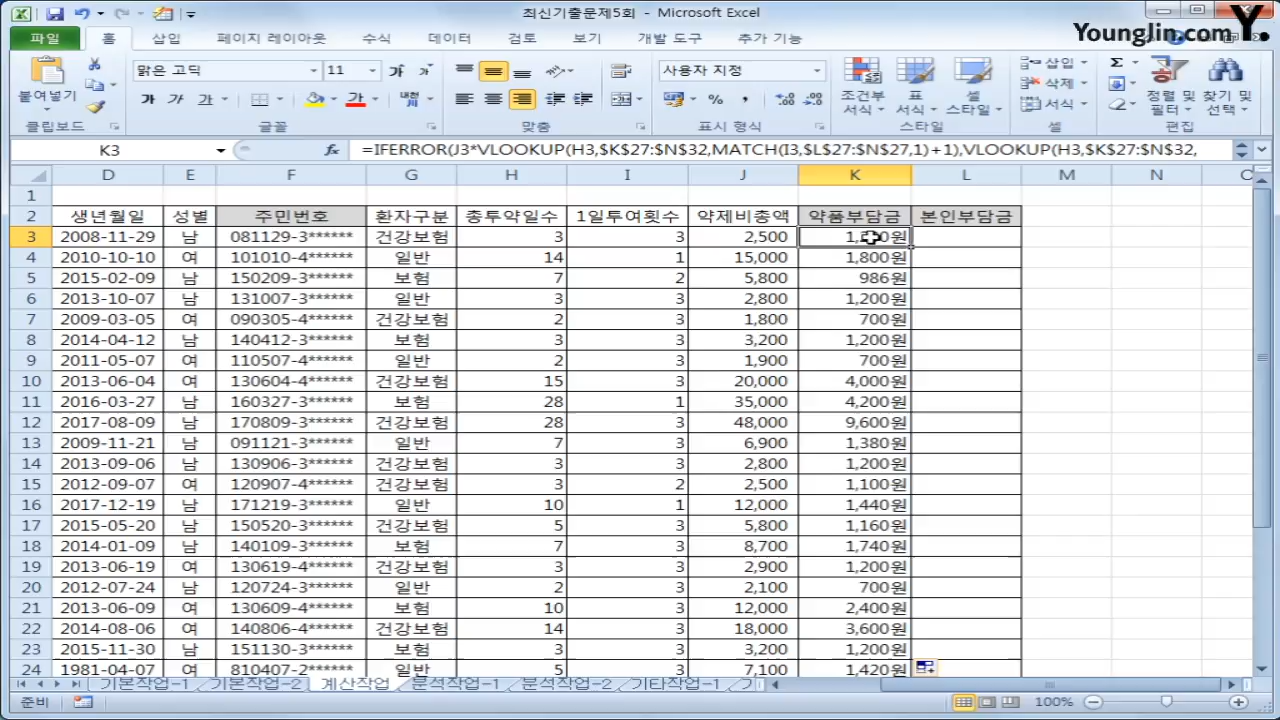 최신기출문제5회 - Microsoft Excel
Younglin.com Y.
파일 홈 삽입 페이지 레이아웃 수식 데이터 검토 보기 개발 도구 추가 기능
맑은 고딕 11 가 가 사용자 지정 삽입 Σ
붙여넣기 가 가 가 가 내천 % , 조건부 서식 표 서식 셀 스타일 삭제 서식 정렬 및 필터 찾기 및 선택
클립보드 글꼴 맞춤 표시 형식 스타일 셀 편집
K3 fx =IFERROR(J3*VLOOKUP(H3,$K$27:$N$32,MATCH(I3,$L$27:$N$27,1)+1),VLOOKUP(H3,$K$27:$N$32,
D E F G H I J K L M N O
1
2 생년월일 성별 주민번호 환자구분 총투약일수 1일투여횟수 약제비총액 약품부담금 본인부담금
3 2008-11-29 남 081129-3****** 건강보험 3 3 2,500
4 2010-10-10 여 101010-4****** 일반 14 1 15,000 1,800원
5 2015-02-09 남 150209-3****** 보험 7 2 5,800 986원
6 2013-10-07 남 131007-3****** 일반 3 3 2,800 1,200원
7 2009-03-05 여 090305-4****** 건강보험 2 3 1,800 700원
8 2014-04-12 남 140412-3****** 보험 3 3 3,200 1,200원
9 2011-05-07 여 110507-4****** 일반 2 3 1,900 700원
10 2013-06-04 여 130604-4****** 건강보험 15 3 20,000 4,000원
11 2016-03-27 남 160327-3****** 보험 28 1 35,000 4,200원
12 2017-08-09 남 170809-3****** 건강보험 28 3 48,000 9,600원
13 2009-11-21 남 091121-3****** 일반 7 3 6,900 1,380원
14 2013-09-06 남 130906-3****** 건강보험 3 3 2,800 1,200원
15 2012-09-07 여 120907-4****** 건강보험 3 2 2,500 1,100원
16 2017-12-19 남 171219-3****** 일반 10 1 12,000 1,440원
17 2015-05-20 남 150520-3****** 건강보험 5 3 5,800 1,160원
18 2014-01-09 남 140109-3****** 보험 7 3 8,700 1,740원
19 2013-06-19 여 130619-4****** 건강보험 3 3 2,900 1,200원
20 2012-07-24 남 120724-3****** 일반 2 3 2,100 700원
21 2013-06-09 여 130609-4****** 보험 10 3 12,000 2,400원
22 2014-08-06 여 140806-4****** 건강보험 14 3 18,000 3,600원
23 2015-11-30 남 151130-3****** 보험 3 3 3,200 1,200원
24 1981-04-07 여 810407-2****** 일반 5 3 7,100 1,420원
기본작업-1 기본작업-2 계산작업 분석작업-1 분석작업-2 기타작업-1
준비 100%